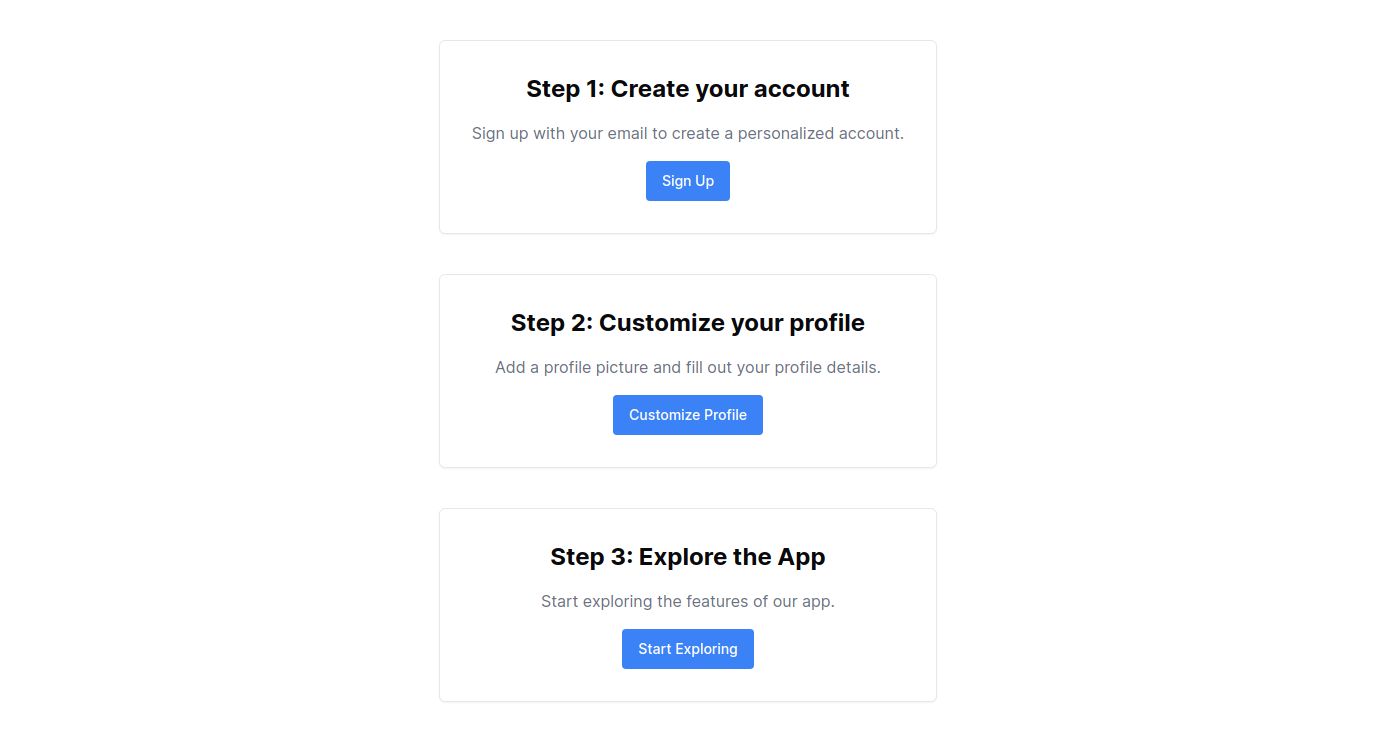 Step 1: Create your account
Sign up with your email to create a personalized account.
Sign Up
Step 2: Customize your profile
Add a profile picture and fill out your profile details.
Customize Profile
Step 3: Explore the App
Start exploring the features of our app.
Start Exploring